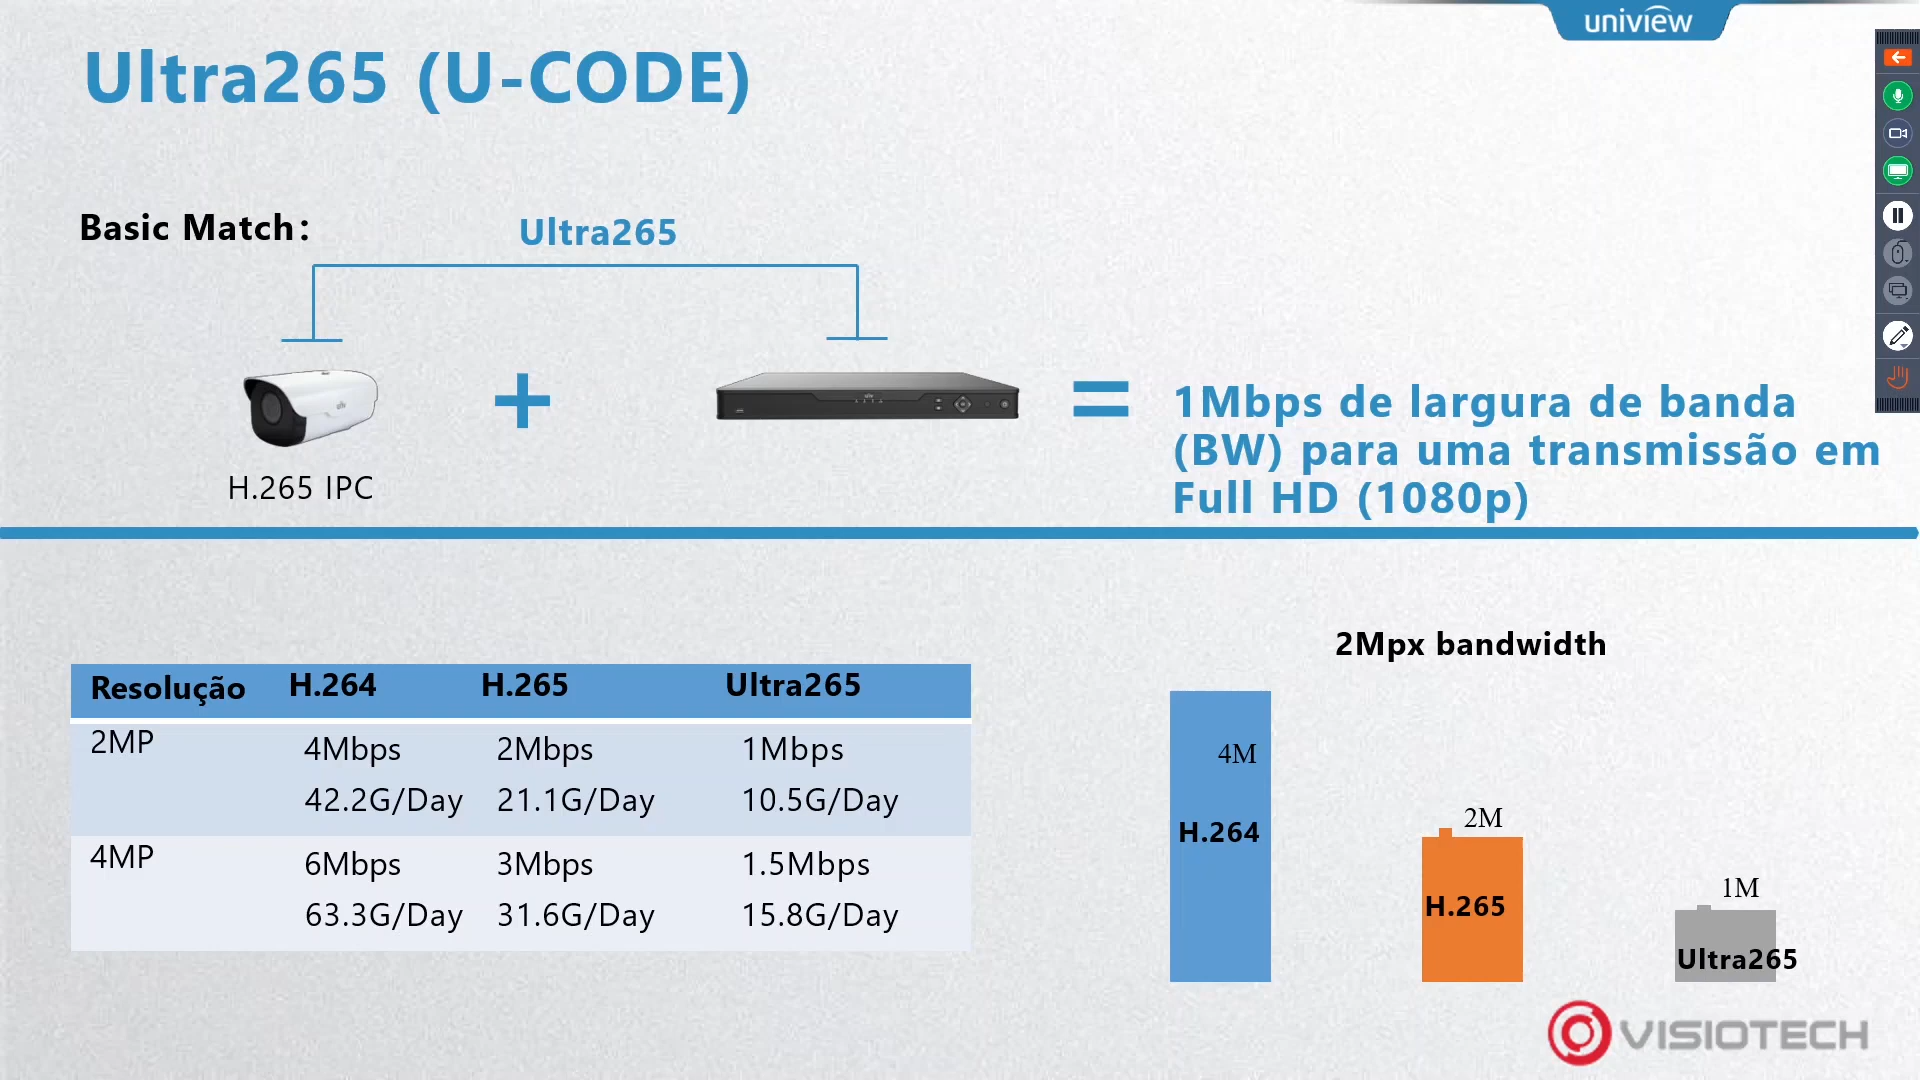 uniview
Ultra265 (U-CODE)
Basic Match:
Ultra265
H.265 IPC
1Mbps de largura de banda
(BW) para uma transmissão em
Full HD (1080p)
2Mpx bandwidth
Resolução H.264 H.265 Ultra265
2MP 4Mbps 2Mbps 1Mbps
42.2G/Day 21.1G/Day 10.5G/Day
4MP 6Mbps 3Mbps 1.5Mbps
63.3G/Day 31.6G/Day 15.8G/Day
4M
H.264
2M
H.265
1M
Ultra265
VISIOTECH